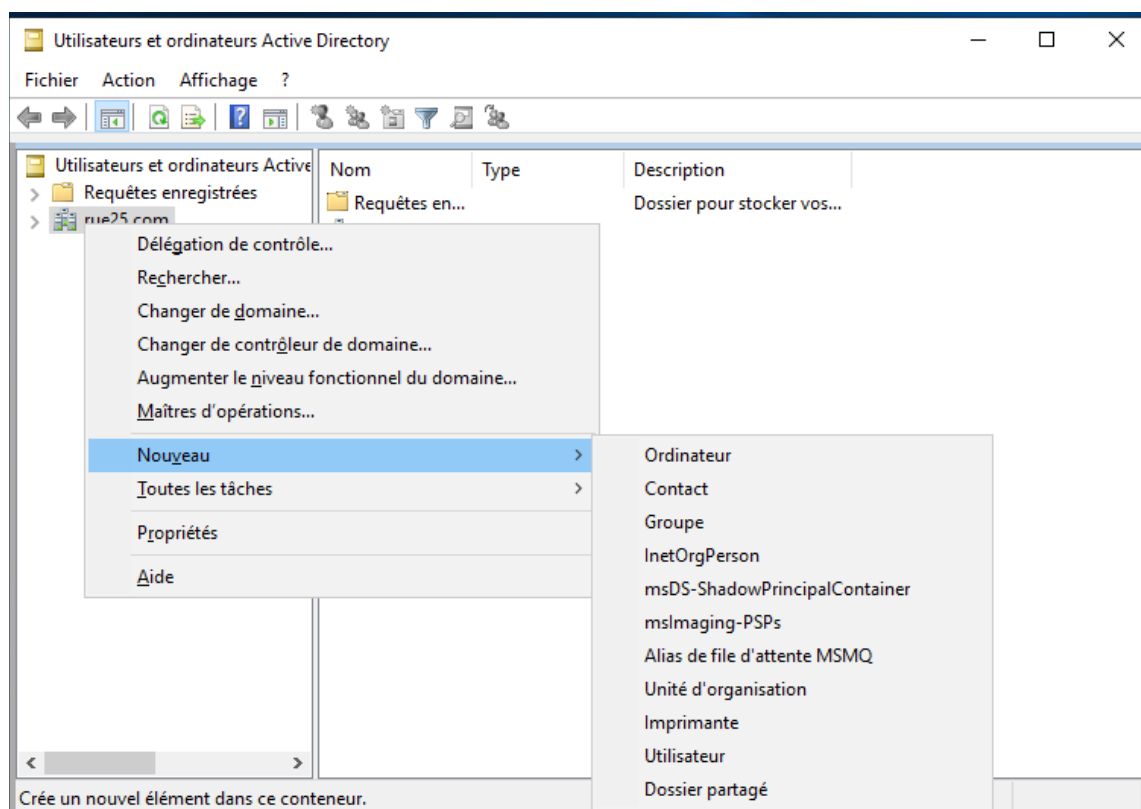 Utilisateurs et ordinateurs Active Directory
Fichier Action Affichage ?
Utilisateurs et ordinateurs Active
Nom Type Description
Requêtes enregistrées
Requêtes en... Dossier pour stocker vos...
rue25.com
Délégation de contrôle...
Rechercher...
Changer de domaine...
Changer de contrôleur de domaine...
Augmenter le niveau fonctionnel du domaine...
Maîtres d'opérations...
Nouveau
Toutes les tâches
Propriétés
Aide
Ordinateur
Contact
Groupe
InetOrgPerson
msDS-ShadowPrincipalContainer
msImaging-PSPs
Alias de file d'attente MSMQ
Unité d'organisation
Imprimante
Utilisateur
Dossier partagé
Crée un nouvel élément dans ce conteneur.